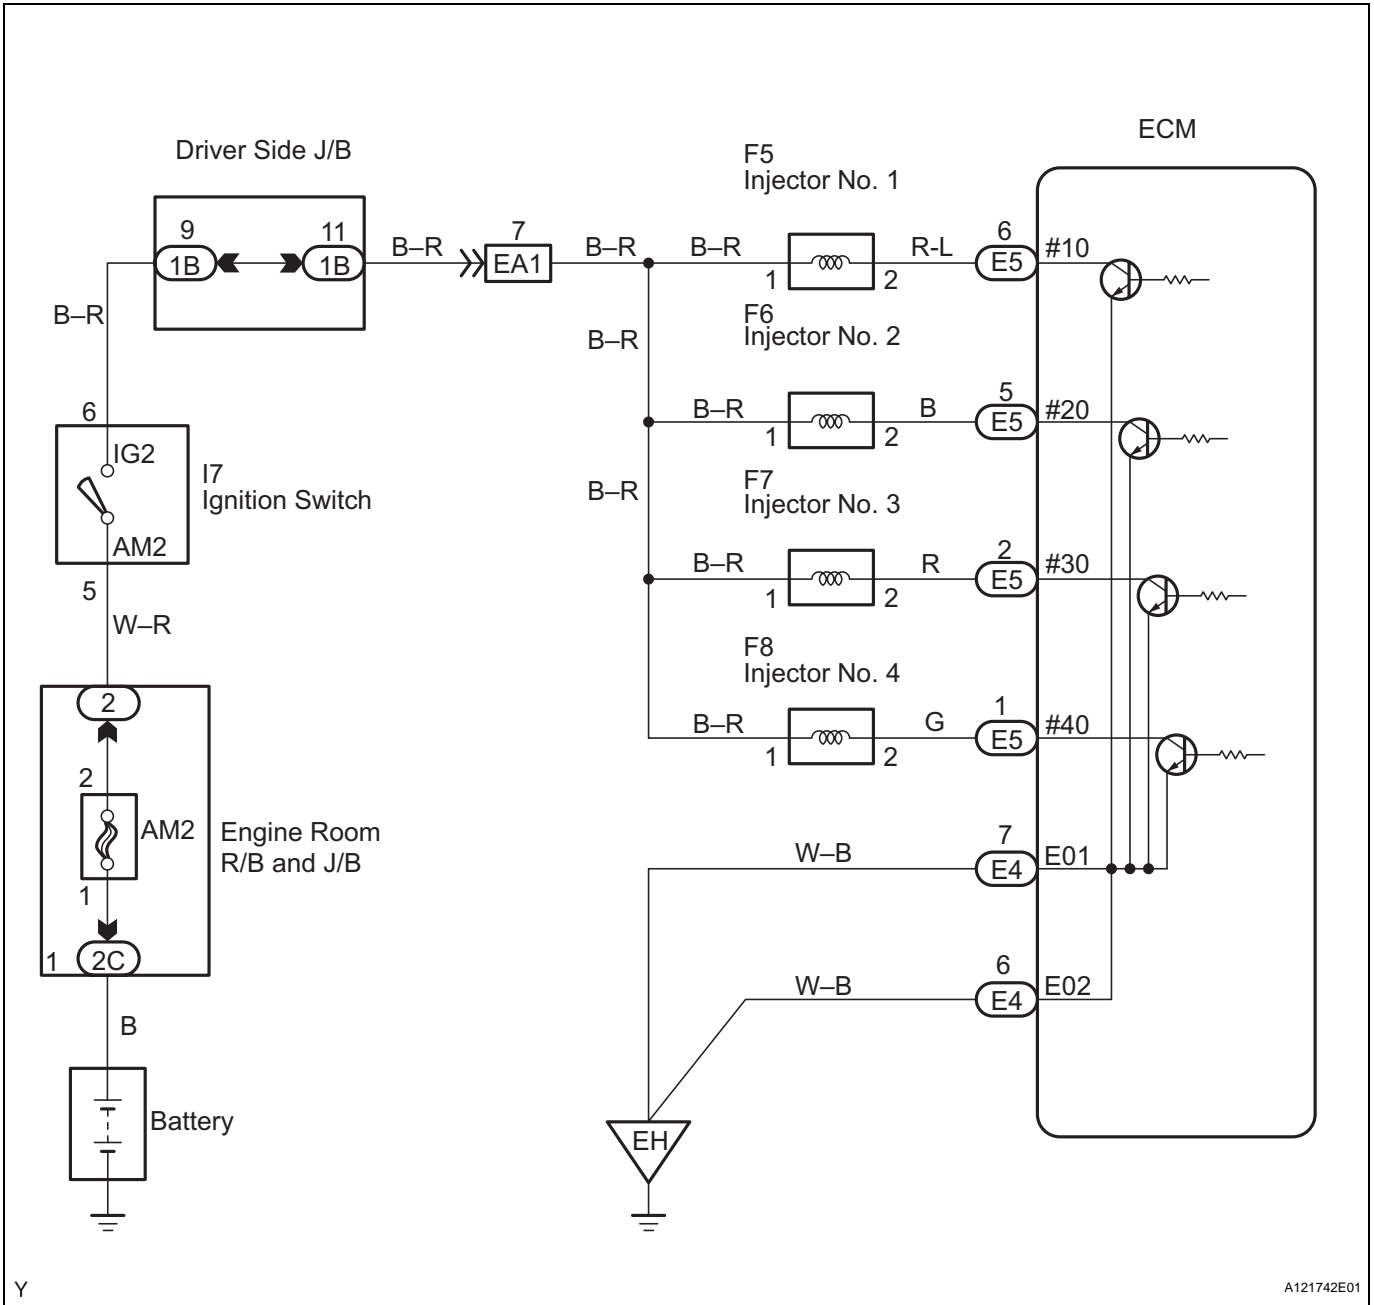 ECM
Driver Side J/B
F5
Injector No. 1
9
11
7
6
1B
1B
B–R
EA1
B–R
B–R
R-L
E5
#10
1
2
B–R
F6
Injector No. 2
B–R
5
6
B–R
B
E5
#20
1
2
IG2
I7
Ignition Switch
AM2
5
F7
Injector No. 3
B–R
2
B–R
R
E5
#30
1
2
W–R
F8
Injector No. 4
2
1
B–R
G
E5
#40
1
2
2
AM2
Engine Room
R/B and J/B
1
1
2C
7
W–B
E4
E01
6
W–B
E4
E02
B
Battery
EH
Y
A121742E01